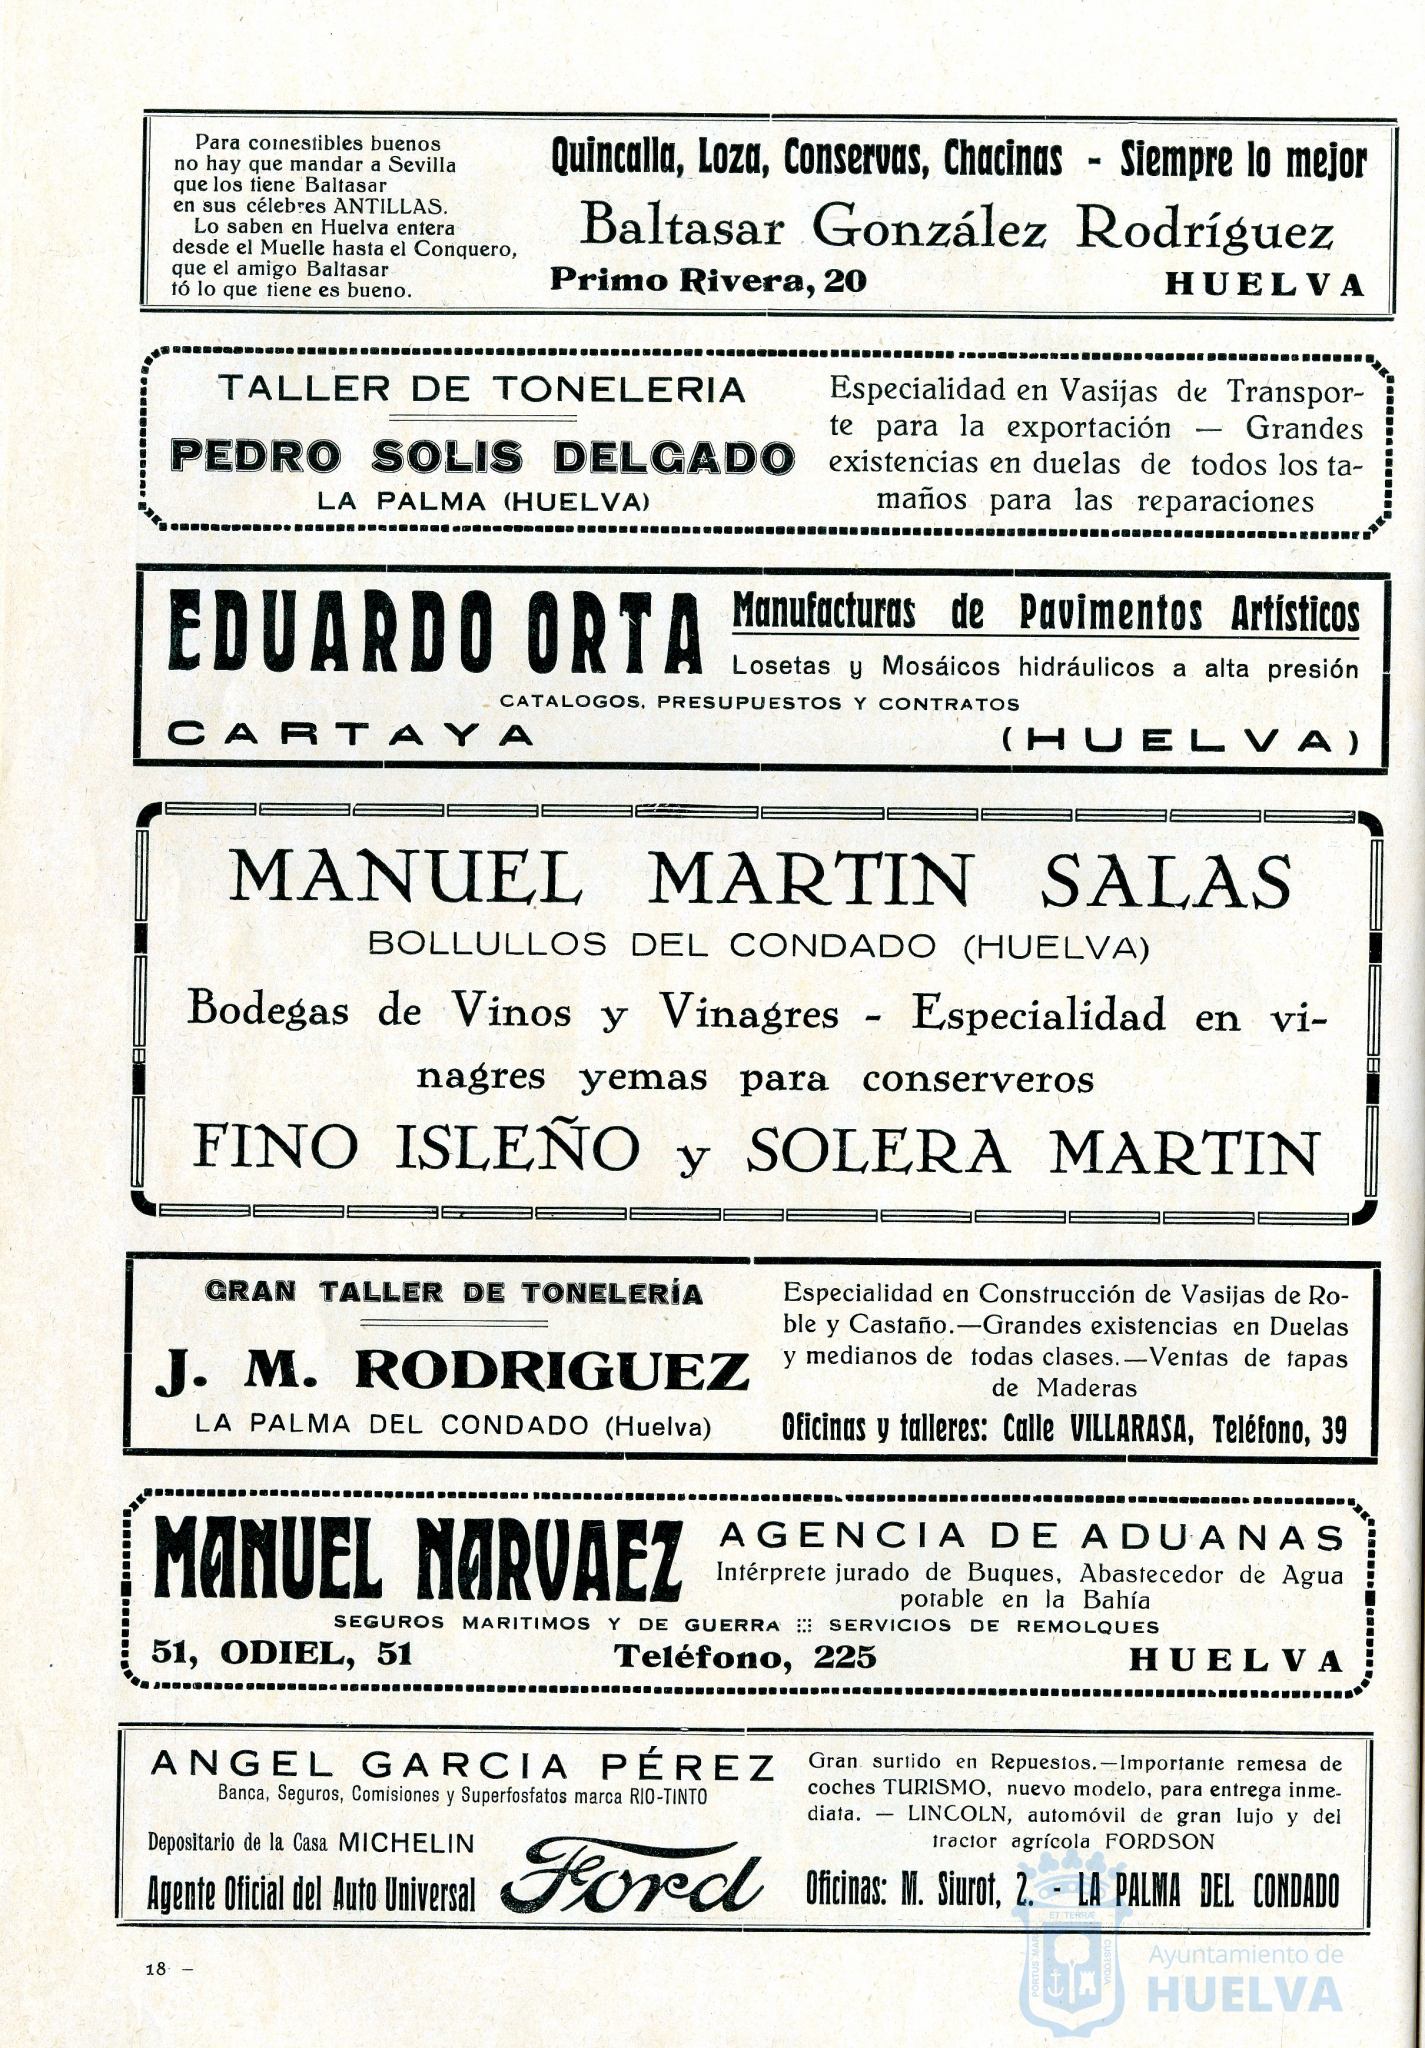 Para comestibles buenos
no hay que mandar a Sevilla
que los tiene Baltasar
en sus célebres ANTILLAS.
Lo saben en Huelva entera
desde el Muelle hasta el Conquero,
que el amigo Baltasar
tó lo que tiene es bueno.
Quincalla, Loza, Conservas, Chacinas - Siempre lo mejor
Baltasar González Rodríguez
Primo Rivera, 20 HUELVA
TALLER DE TONELERIA
PEDRO SOLIS DELGADO
LA PALMA (HUELVA)
Especialidad en Vasijas de Transpor-
te para la exportación — Grandes
existencias en duelas de todos los ta-
maños para las reparaciones
EDUARDO ORTA
Manufacturas de Pavimentos Artísticos
Losetas y Mosáicos hidráulicos a alta presión
CATALOGOS, PRESUPUESTOS Y CONTRATOS
CARTAYA (HUELVA)
MANUEL MARTIN SALAS
BOLLULLOS DEL CONDADO (HUELVA)
Bodegas de Vinos y Vinagres - Especialidad en vi-
nagres yemas para conserveros
FINO ISLEÑO y SOLERA MARTIN
GRAN TALLER DE TONELERÍA
J. M. RODRIGUEZ
LA PALMA DEL CONDADO (Huelva)
Especialidad en Construcción de Vasijas de Ro-
ble y Castaño.—Grandes existencias en Duelas
y medianos de todas clases.—Ventas de tapas
de Maderas
Oficinas y talleres: Calle VILLARASA, Teléfono, 39
MANUEL NARVAEZ
AGENCIA DE ADUANAS
Intérprete jurado de Buques, Abastecedor de Agua
potable en la Bahía
SEGUROS MARITIMOS Y DE GUERRA ⁝⁝⁝ SERVICIOS DE REMOLQUES
51, ODIEL, 51 Teléfono, 225 HUELVA
ANGEL GARCIA PÉREZ
Banca, Seguros, Comisiones y Superfosfatos marca RIO-TINTO
Depositario de la Casa MICHELIN
Agente Oficial del Auto Universal
Ford
Gran surtido en Repuestos.—Importante remesa de
coches TURISMO, nuevo modelo, para entrega inme-
diata. — LINCOLN, automóvil de gran lujo y del
tractor agrícola FORDSON
Oficinas: M. Siurot, 2. - LA PALMA DEL CONDADO
18 —
PORTUS MARIS
ET TERRÆ
CUSTODIA
Ayuntamiento de
HUELVA